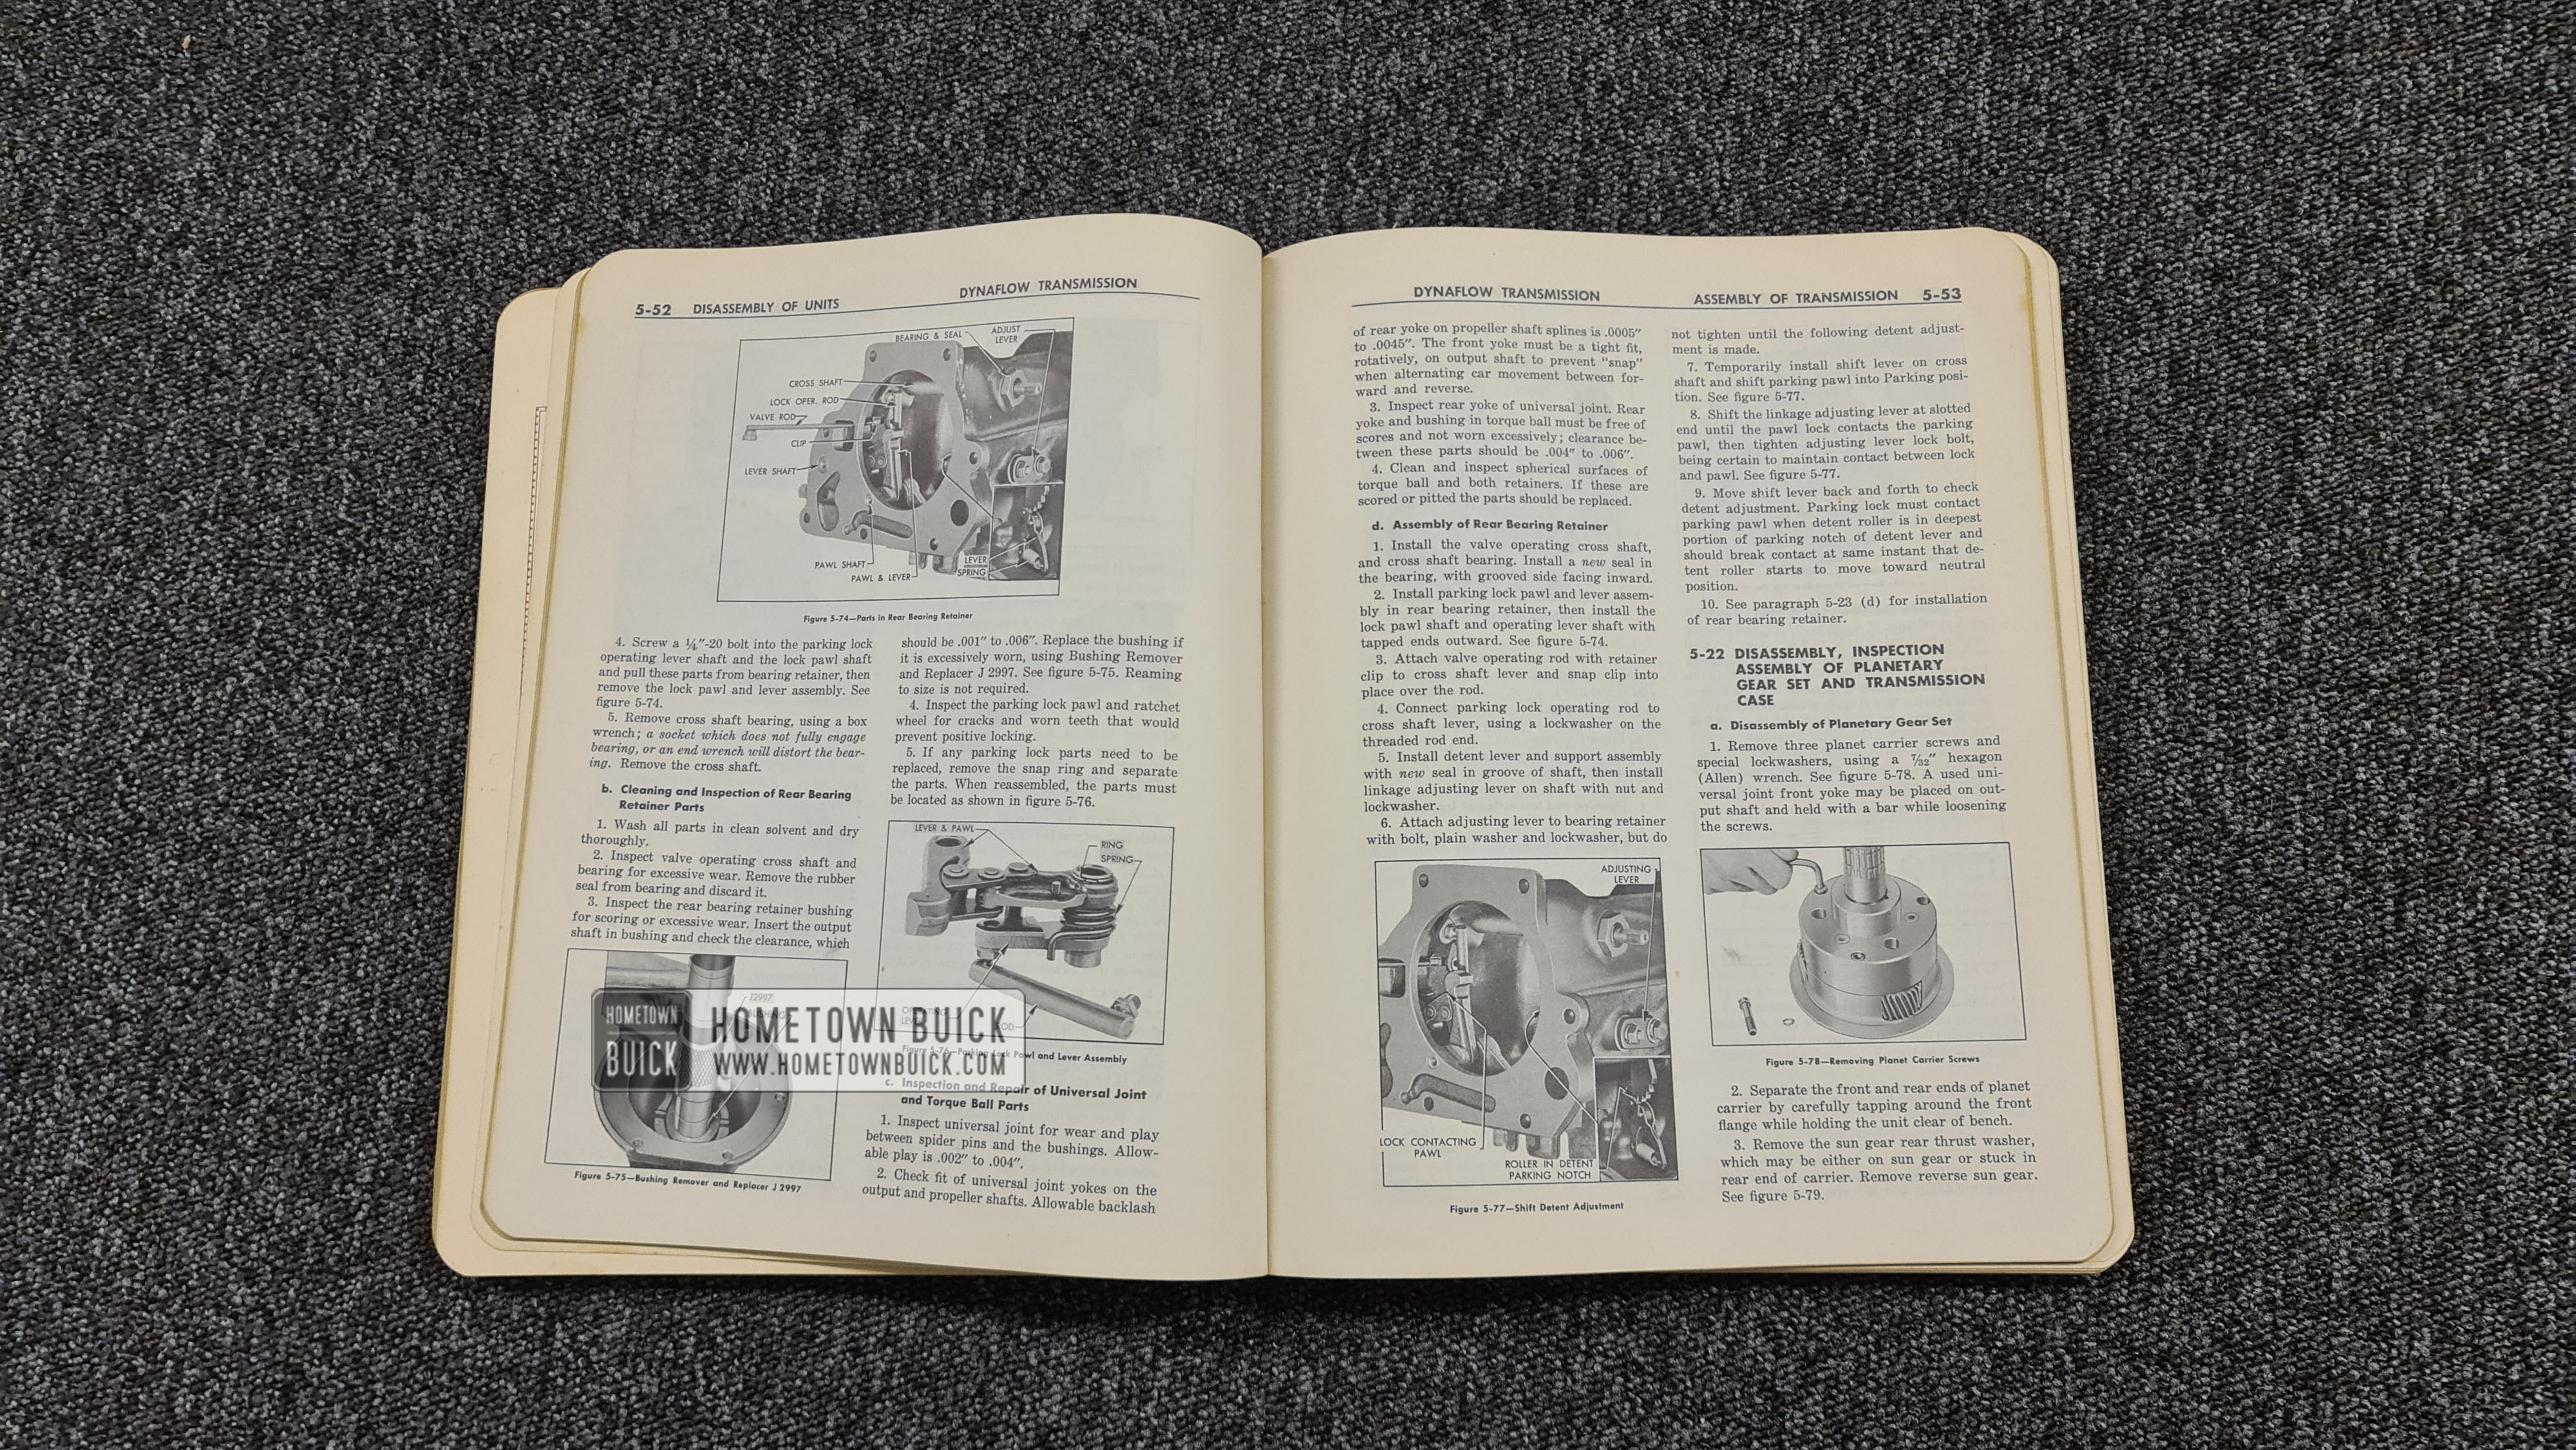 5-52 DISASSEMBLY OF UNITS
DYNAFLOW TRANSMISSION
BEARING & SEAL
ADJUST
LEVER
CROSS SHAFT
LOCK OPER. ROD
VALVE ROD
CLIP
LEVER SHAFT
PAWL SHAFT
PAWL & LEVER
LEVER
SPRING
Figure 5-74—Parts in Rear Bearing Retainer
4. Screw a ¼"-20 bolt into the parking lock
operating lever shaft and the lock pawl shaft
and pull these parts from bearing retainer, then
remove the lock pawl and lever assembly. See
figure 5-74.
5. Remove cross shaft bearing, using a box
wrench; a socket which does not fully engage
bearing, or an end wrench will distort the bear-
ing. Remove the cross shaft.
b. Cleaning and Inspection of Rear Bearing
Retainer Parts
1. Wash all parts in clean solvent and dry
thoroughly.
2. Inspect valve operating cross shaft and
bearing for excessive wear. Remove the rubber
seal from bearing and discard it.
3. Inspect the rear bearing retainer bushing
for scoring or excessive wear. Insert the output
shaft in bushing and check the clearance, which
J2997
BUSHING
Figure 5-75—Bushing Remover and Replacer J 2997
should be .001" to .006". Replace the bushing if
it is excessively worn, using Bushing Remover
and Replacer J 2997. See figure 5-75. Reaming
to size is not required.
4. Inspect the parking lock pawl and ratchet
wheel for cracks and worn teeth that would
prevent positive locking.
5. If any parking lock parts need to be
replaced, remove the snap ring and separate
the parts. When reassembled, the parts must
be located as shown in figure 5-76.
LEVER & PAWL
RING
SPRING
OPERATING
LEVER
ROD
Figure 5-76—Parking Lock Pawl and Lever Assembly
c. Inspection and Repair of Universal Joint
and Torque Ball Parts
1. Inspect universal joint for wear and play
between spider pins and the bushings. Allow-
able play is .002" to .004".
2. Check fit of universal joint yokes on the
output and propeller shafts. Allowable backlash
HOMETOWN
BUICK
HOMETOWN BUICK
WWW.HOMETOWNBUICK.COM
DYNAFLOW TRANSMISSION
ASSEMBLY OF TRANSMISSION 5-53
of rear yoke on propeller shaft splines is .0005"
to .0045". The front yoke must be a tight fit,
rotatively, on output shaft to prevent "snap"
when alternating car movement between for-
ward and reverse.
3. Inspect rear yoke of universal joint. Rear
yoke and bushing in torque ball must be free of
scores and not worn excessively; clearance be-
tween these parts should be .004" to .006".
4. Clean and inspect spherical surfaces of
torque ball and both retainers. If these are
scored or pitted the parts should be replaced.
d. Assembly of Rear Bearing Retainer
1. Install the valve operating cross shaft,
and cross shaft bearing. Install a new seal in
the bearing, with grooved side facing inward.
2. Install parking lock pawl and lever assem-
bly in rear bearing retainer, then install the
lock pawl shaft and operating lever shaft with
tapped ends outward. See figure 5-74.
3. Attach valve operating rod with retainer
clip to cross shaft lever and snap clip into
place over the rod.
4. Connect parking lock operating rod to
cross shaft lever, using a lockwasher on the
threaded rod end.
5. Install detent lever and support assembly
with new seal in groove of shaft, then install
linkage adjusting lever on shaft with nut and
lockwasher.
6. Attach adjusting lever to bearing retainer
with bolt, plain washer and lockwasher, but do
ADJUSTING
LEVER
LOCK CONTACTING
PAWL
ROLLER IN DETENT
PARKING NOTCH
Figure 5-77—Shift Detent Adjustment
not tighten until the following detent adjust-
ment is made.
7. Temporarily install shift lever on cross
shaft and shift parking pawl into Parking posi-
tion. See figure 5-77.
8. Shift the linkage adjusting lever at slotted
end until the pawl lock contacts the parking
pawl, then tighten adjusting lever lock bolt,
being certain to maintain contact between lock
and pawl. See figure 5-77.
9. Move shift lever back and forth to check
detent adjustment. Parking lock must contact
parking pawl when detent roller is in deepest
portion of parking notch of detent lever and
should break contact at same instant that de-
tent roller starts to move toward neutral
position.
10. See paragraph 5-23 (d) for installation
of rear bearing retainer.
5-22 DISASSEMBLY, INSPECTION
ASSEMBLY OF PLANETARY
GEAR SET AND TRANSMISSION
CASE
a. Disassembly of Planetary Gear Set
1. Remove three planet carrier screws and
special lockwashers, using a 7/32" hexagon
(Allen) wrench. See figure 5-78. A used uni-
versal joint front yoke may be placed on out-
put shaft and held with a bar while loosening
the screws.
Figure 5-78—Removing Planet Carrier Screws
2. Separate the front and rear ends of planet
carrier by carefully tapping around the front
flange while holding the unit clear of bench.
3. Remove the sun gear rear thrust washer,
which may be either on sun gear or stuck in
rear end of carrier. Remove reverse sun gear.
See figure 5-79.